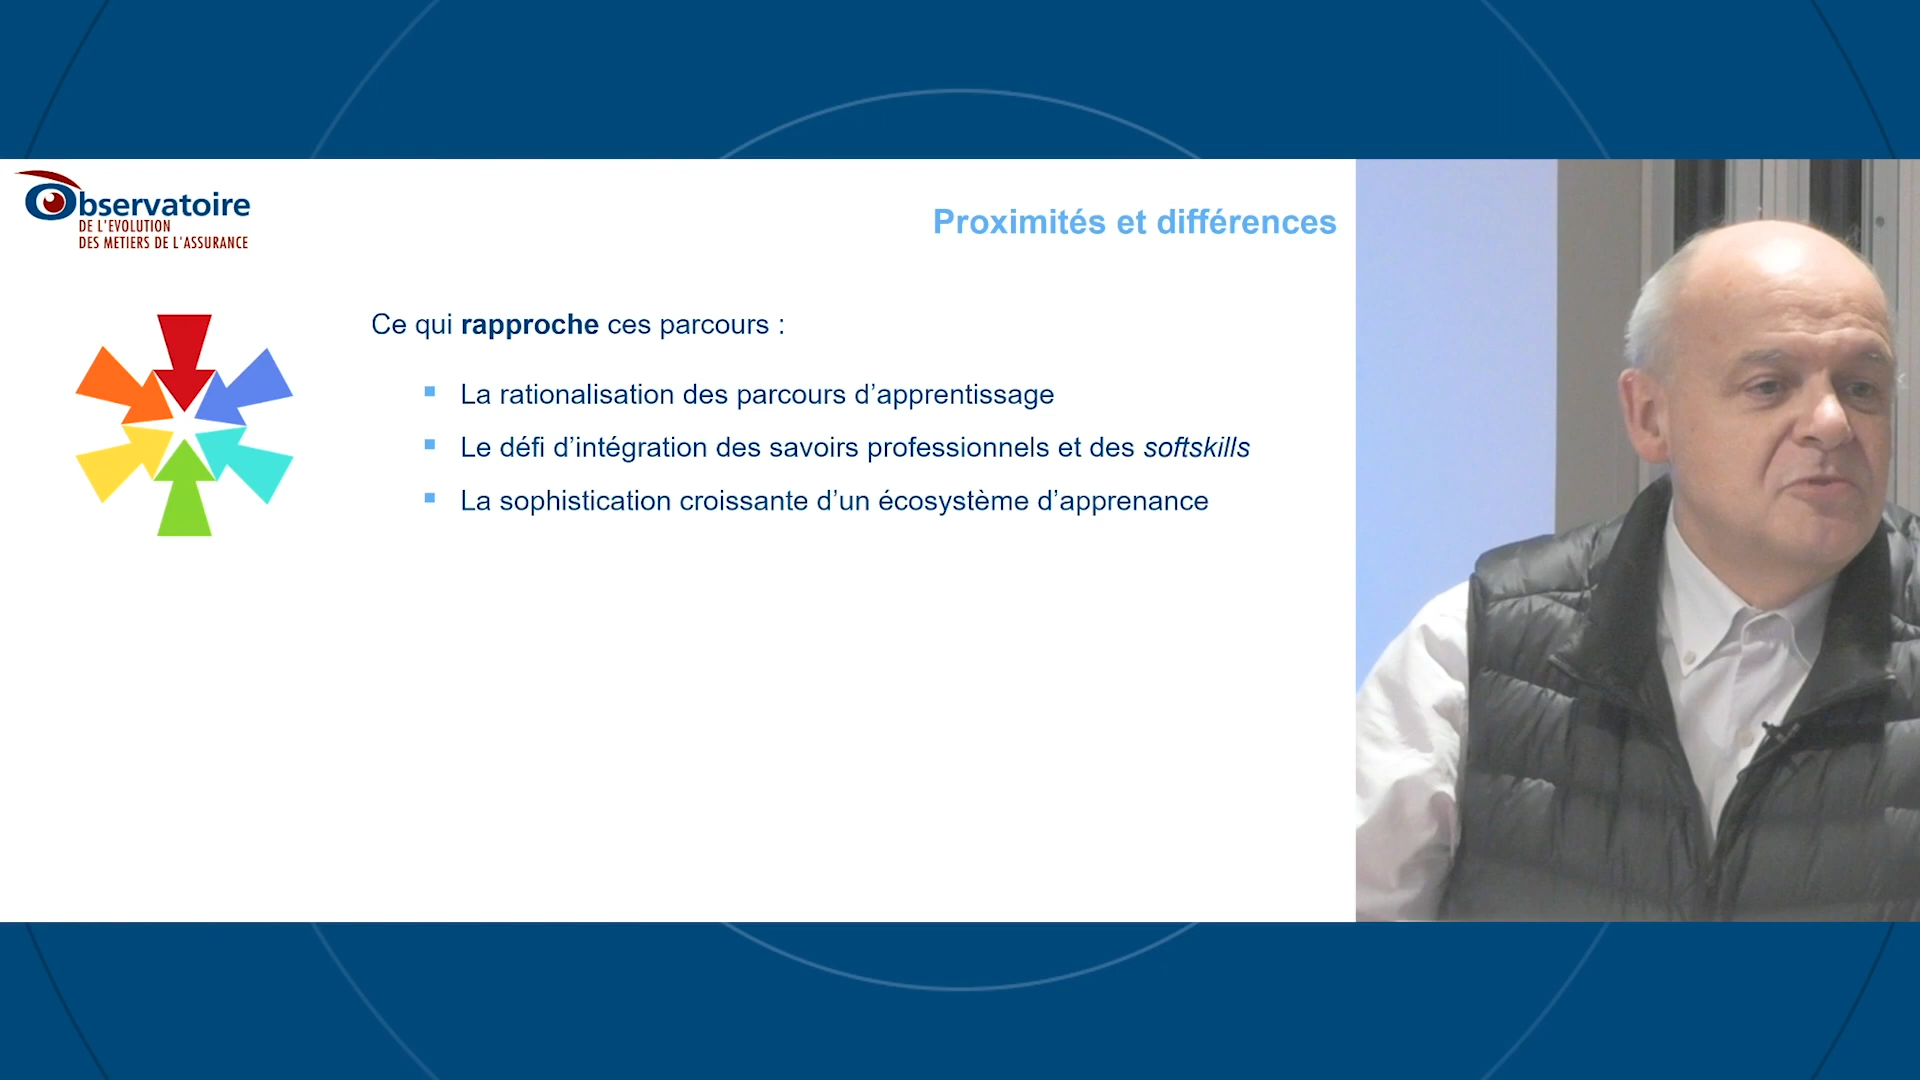 Observatoire
DE L'EVOLUTION
DES METIERS DE L'ASSURANCE
Proximités et différences
Ce qui rapproche ces parcours :
La rationalisation des parcours d’apprentissage
Le défi d’intégration des savoirs professionnels et des softskills
La sophistication croissante d’un écosystème d’apprenance